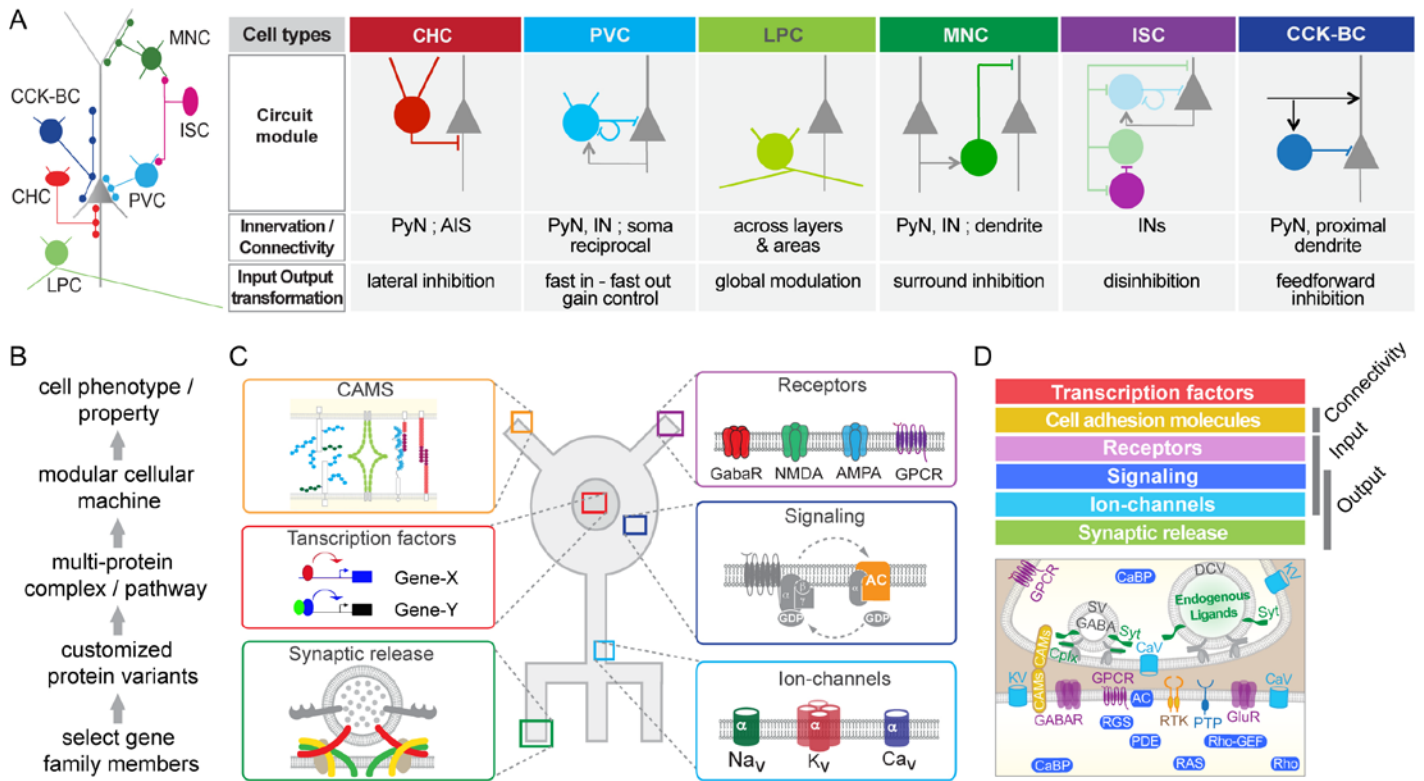 A
MNC
CCK-BC
ISC
CHC
PVC
LPC
Cell types
CHC
PVC
LPC
MNC
ISC
CCK-BC
Circuit
module
Innervation /
Connectivity
PyN ; AIS
PyN, IN ; soma
reciprocal
across layers
& areas
PyN, IN ; dendrite
INs
PyN, proximal
dendrite
Input Output
transformation
lateral inhibition
fast in - fast out
gain control
global modulation
surround inhibition
disinhibition
feedforward
inhibition
B
cell phenotype /
property
modular cellular
machine
multi-protein
complex / pathway
customized
protein variants
select gene
family members
C
CAMS
Tanscription factors
Gene-X
Gene-Y
Synaptic release
Receptors
GabaR
NMDA
AMPA
GPCR
Signaling
α
β
γ
GDP
α
AC
GDP
Ion-channels
α
α
α
Nav
Kv
Cav
D
Transcription factors
Cell adhesion molecules
Receptors
Signaling
Ion-channels
Synaptic release
Connectivity
Input
Output
GPCR
CaBP
DCV
KV
SV
GABA
Endogenous
Ligands
Syt
Syt
Cplx
CaV
CAMs
CAMs
KV
GABAR
GPCR
AC
RGS
PDE
RTK
PTP
GluR
CaV
Rho-GEF
CaBP
RAS
Rho